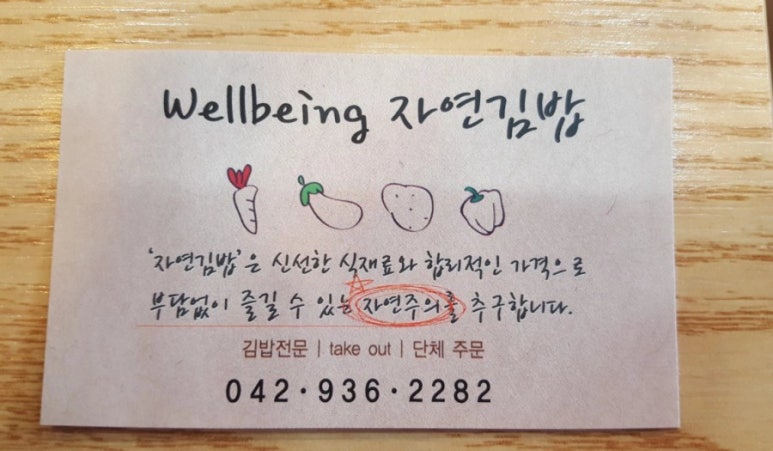 Wellbeing 자연김밥
'자연김밥'은 신선한 식재료와 합리적인 가격으로
부담없이 즐길 수 있는 자연주의를 추구합니다.
김밥전문 | take out | 단체 주문
042·936·2282